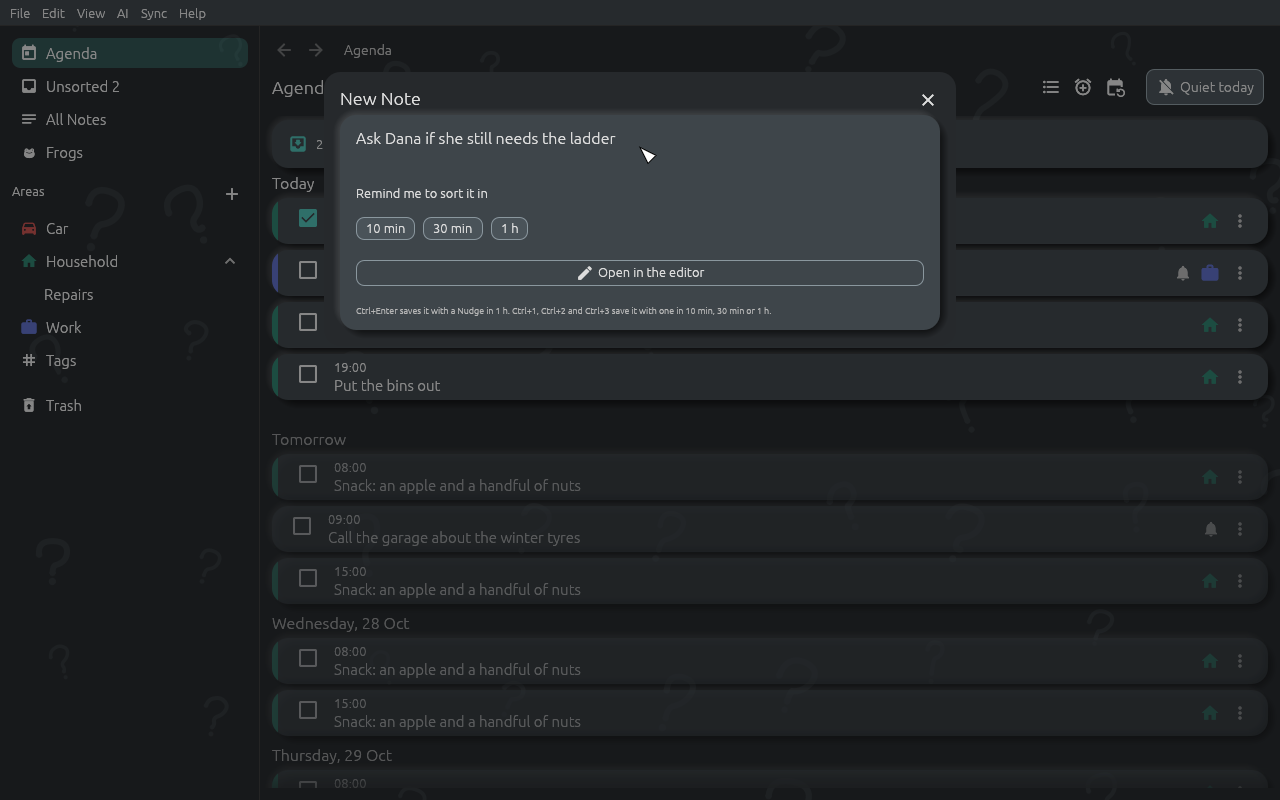 File Edit View AI Sync Help
Agenda
Unsorted 2
All Notes
Frogs
Areas
Car
Household
Repairs
Work
Tags
Trash
Agenda
Agend
Quiet today
2
New Note
Ask Dana if she still needs the ladder
Remind me to sort it in
10 min 30 min 1 h
Open in the editor
Ctrl+Enter saves it with a Nudge in 1 h. Ctrl+1, Ctrl+2 and Ctrl+3 save it with one in 10 min, 30 min or 1 h.
Today
19:00
Put the bins out
Tomorrow
08:00
Snack: an apple and a handful of nuts
09:00
Call the garage about the winter tyres
15:00
Snack: an apple and a handful of nuts
Wednesday, 28 Oct
08:00
Snack: an apple and a handful of nuts
15:00
Snack: an apple and a handful of nuts
Thursday, 29 Oct
08:00